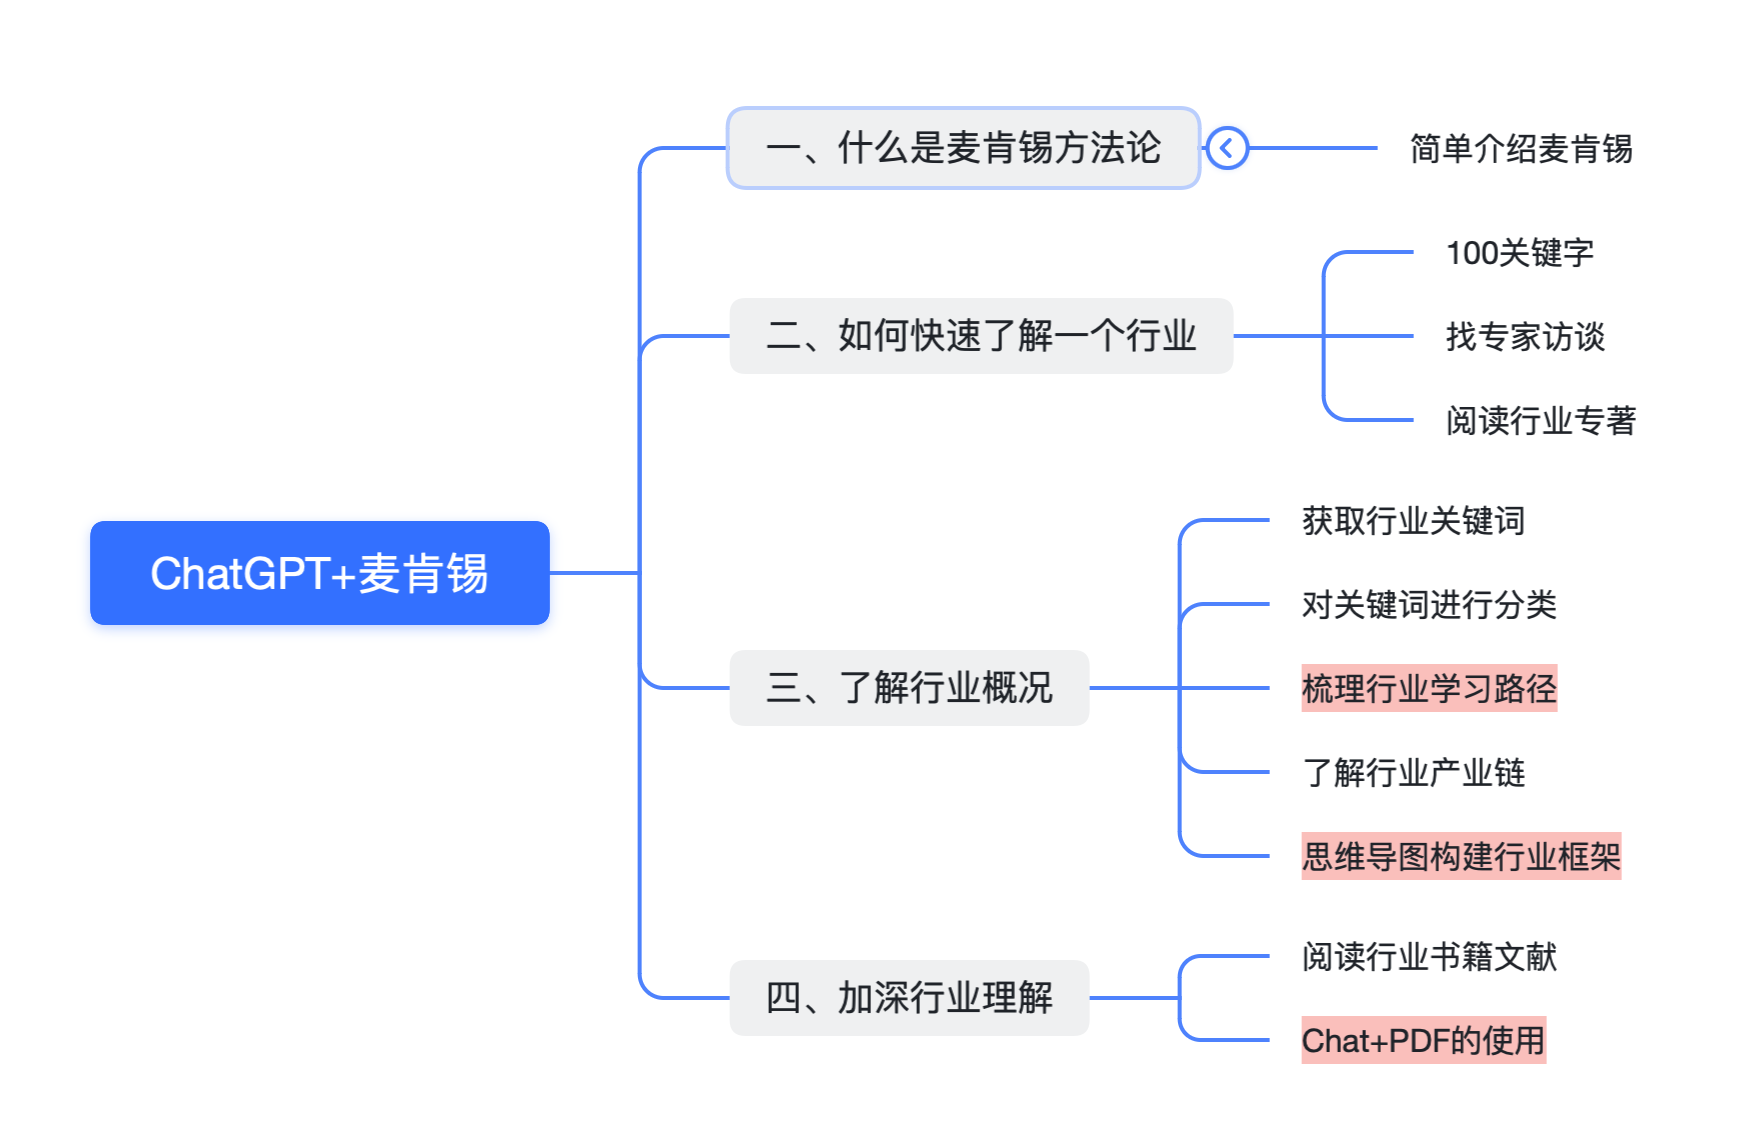 ChatGPT+麦肯锡
一、什么是麦肯锡方法论
简单介绍麦肯锡
二、如何快速了解一个行业
100关键字
找专家访谈
阅读行业专著
三、了解行业概况
获取行业关键词
对关键词进行分类
梳理行业学习路径
了解行业产业链
思维导图构建行业框架
四、加深行业理解
阅读行业书籍文献
Chat+PDF的使用